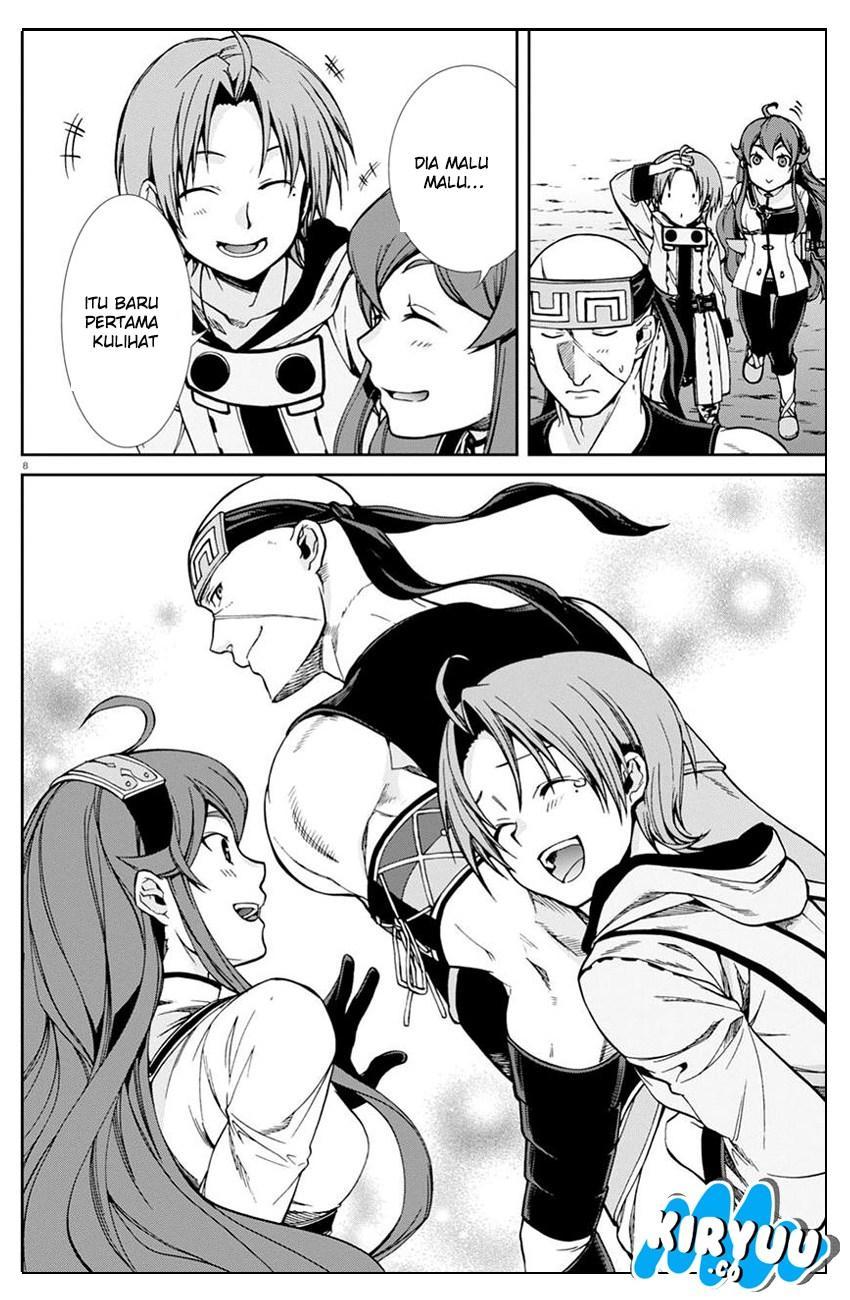 DIA MALU
MALU...
ITU BARU
PERTAMA
KULIHAT
8
KIRYUU
.CO